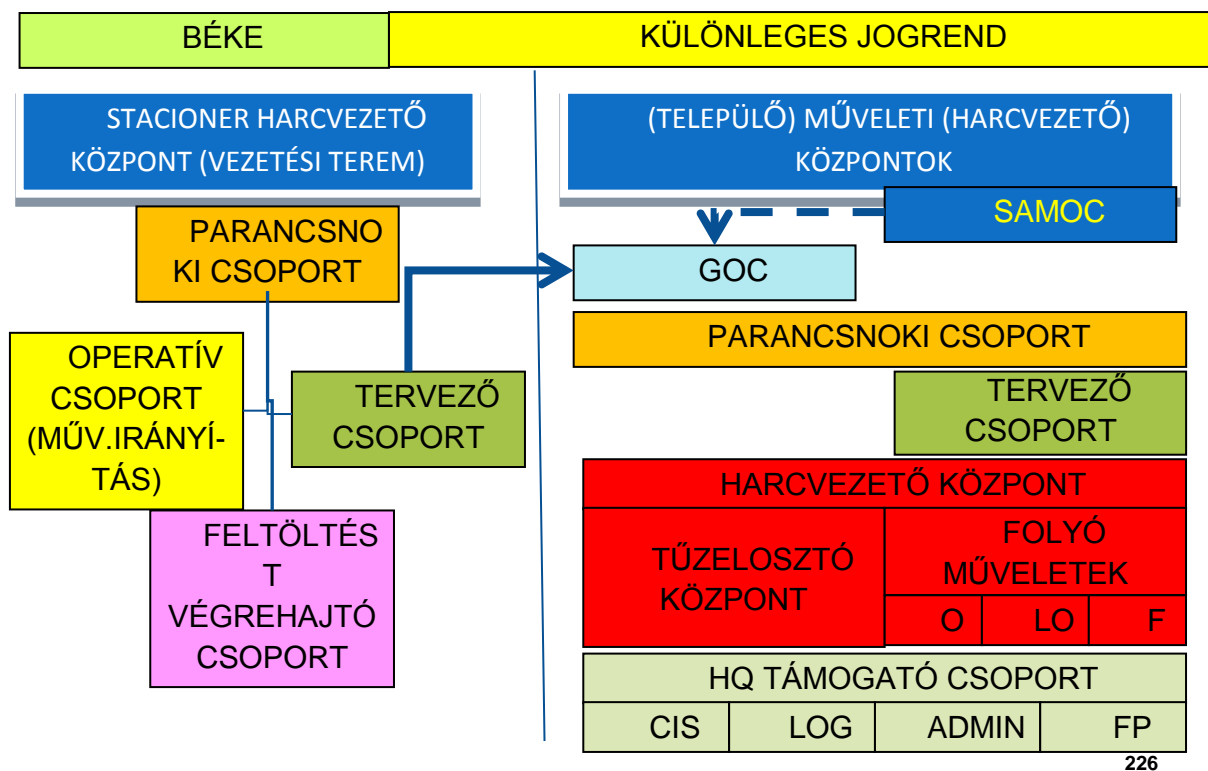 BÉKE
KÜLÖNLEGES JOGREND
STACIONER HARCVEZETŐ
KÖZPONT (VEZETÉSI TEREM)
(TELEPÜLŐ) MŰVELETI (HARCVEZETŐ)
KÖZPONTOK
SAMOC
PARANCSNO
KI CSOPORT
GOC
PARANCSNOKI CSOPORT
OPERATÍV
CSOPORT
(MŰV.IRÁNYÍ-
TÁS)
TERVEZŐ
CSOPORT
TERVEZŐ
CSOPORT
FELTÖLTÉS
T
VÉGREHAJTÓ
CSOPORT
HARCVEZETŐ KÖZPONT
TŰZELOSZTÓ
KÖZPONT
FOLYÓ
MŰVELETEK
O
LO
F
HQ TÁMOGATÓ CSOPORT
CIS
LOG
ADMIN
FP
226